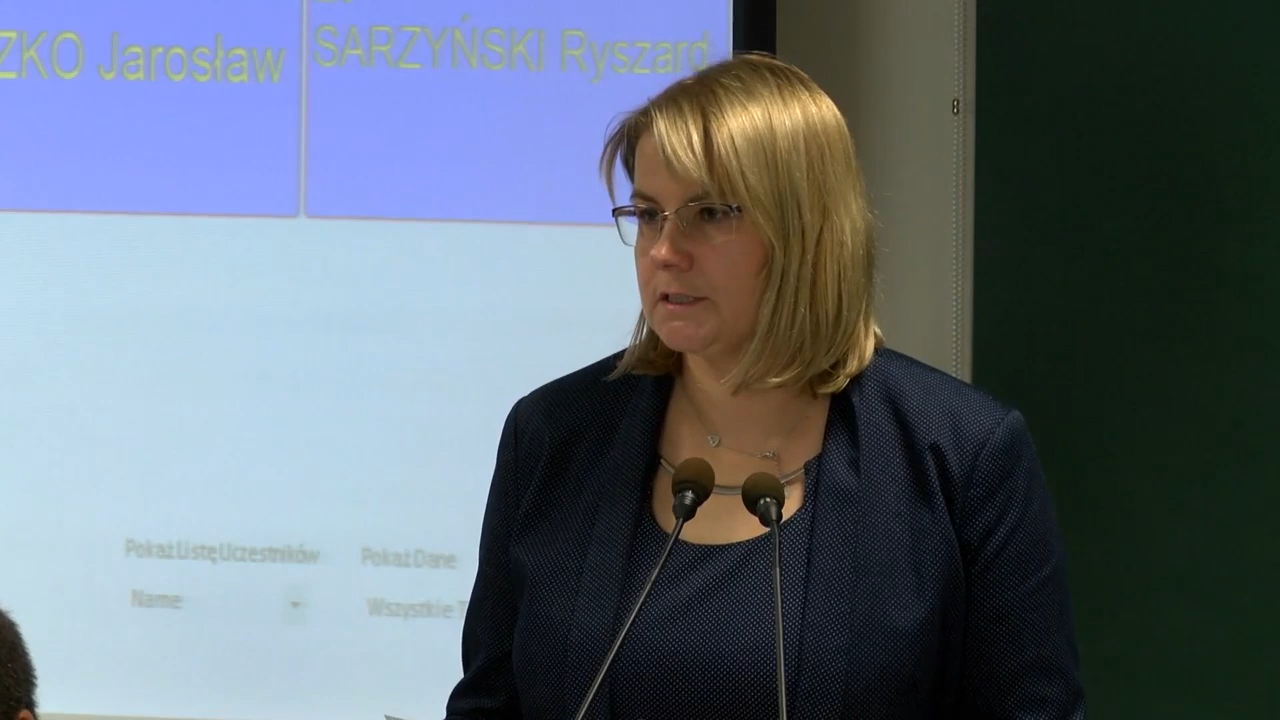 ZKO Jarosław
SARZYŃSKI Ryszard
Pokaż Listę Uczestników
Pokaż Dane
Name
Wszystkie T